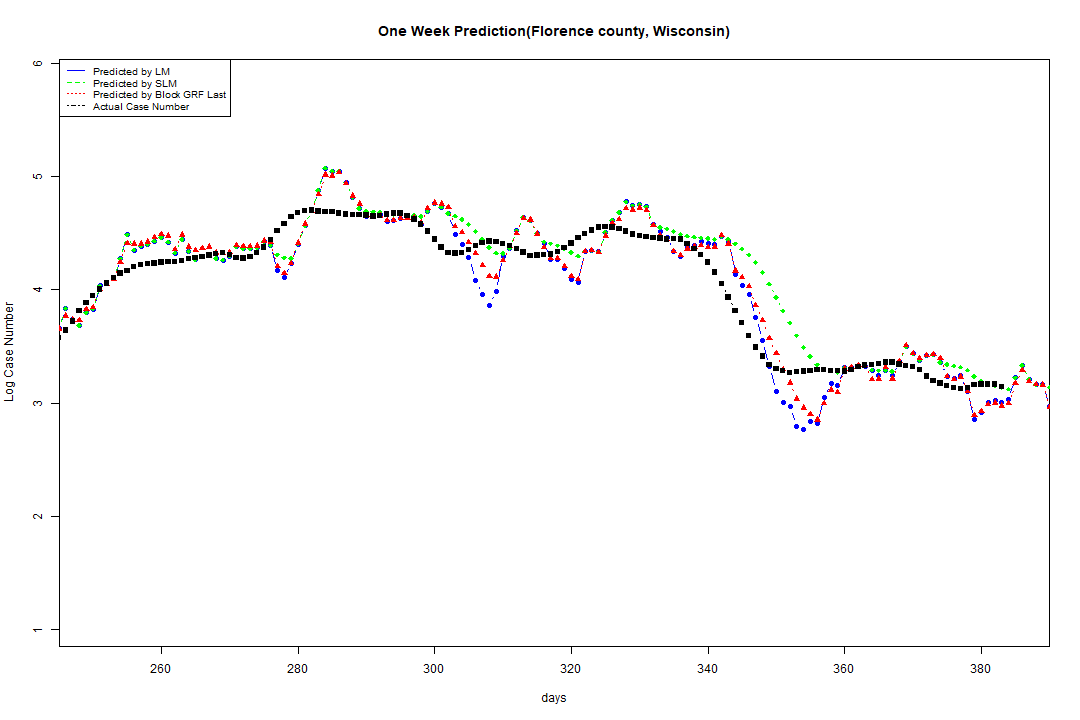 One Week Prediction(Florence county, Wisconsin)
Predicted by LM
Predicted by SLM
Predicted by Block GRF Last
Actual Case Number
6
5
4
3
2
1
Log Case Number
260 280 300 320 340 360 380
days